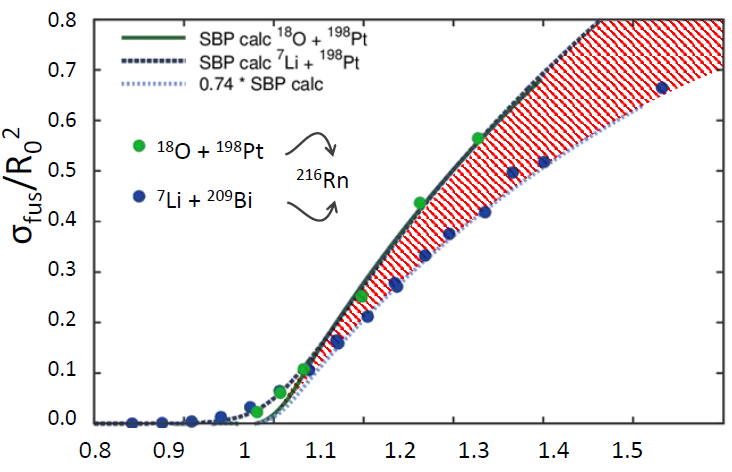 0.8
0.7
0.6
0.5
0.4
0.3
0.2
0.1
0.0
σfus/R₀²
SBP calc ¹⁸O + ¹⁹⁸Pt
SBP calc ⁷Li + ¹⁹⁸Pt
0.74 * SBP calc
¹⁸O + ¹⁹⁸Pt
²¹⁶Rn
⁷Li + ²⁰⁹Bi
0.8 0.9 1 1.1 1.2 1.3 1.4 1.5